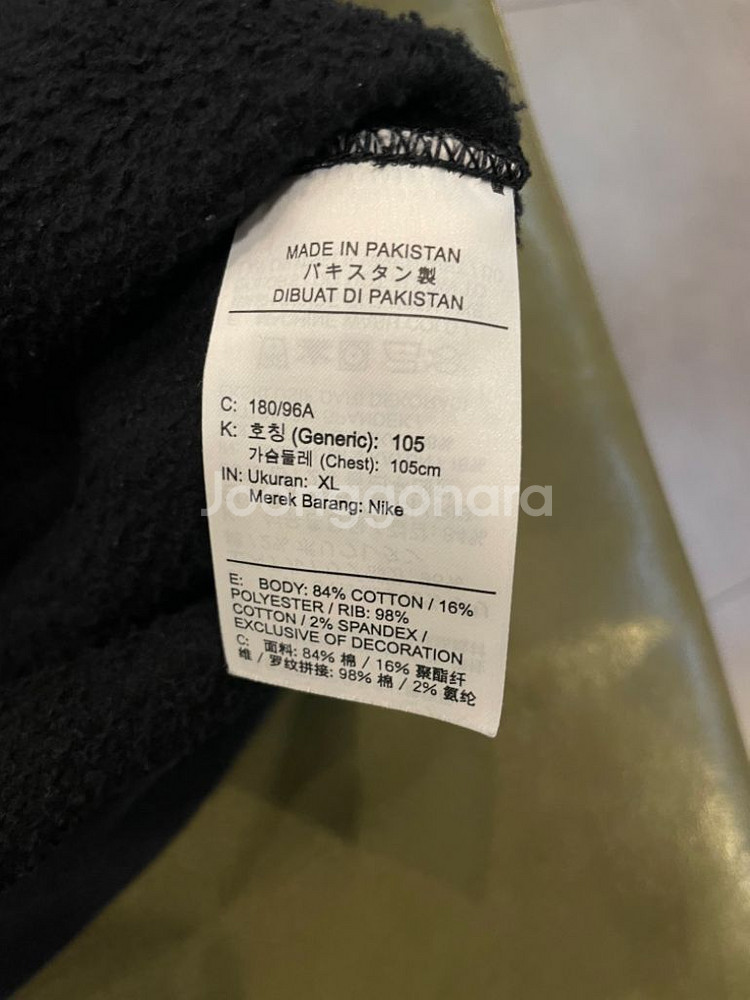 MADE IN PAKISTAN
パキスタン製
DIBUAT DI PAKISTAN
C: 180/96A
K: 호칭 (Generic): 105
가슴둘레 (Chest): 105cm
IN: Ukuran: XL
Merek Barang: Nike
Joonggonara
E: BODY: 84% COTTON / 16%
POLYESTER / RIB: 98%
COTTON / 2% SPANDEX /
EXCLUSIVE OF DECORATION
C: 面料: 84% 棉 / 16% 聚酯纤
维 / 罗纹拼接: 98% 棉 / 2% 氨纶